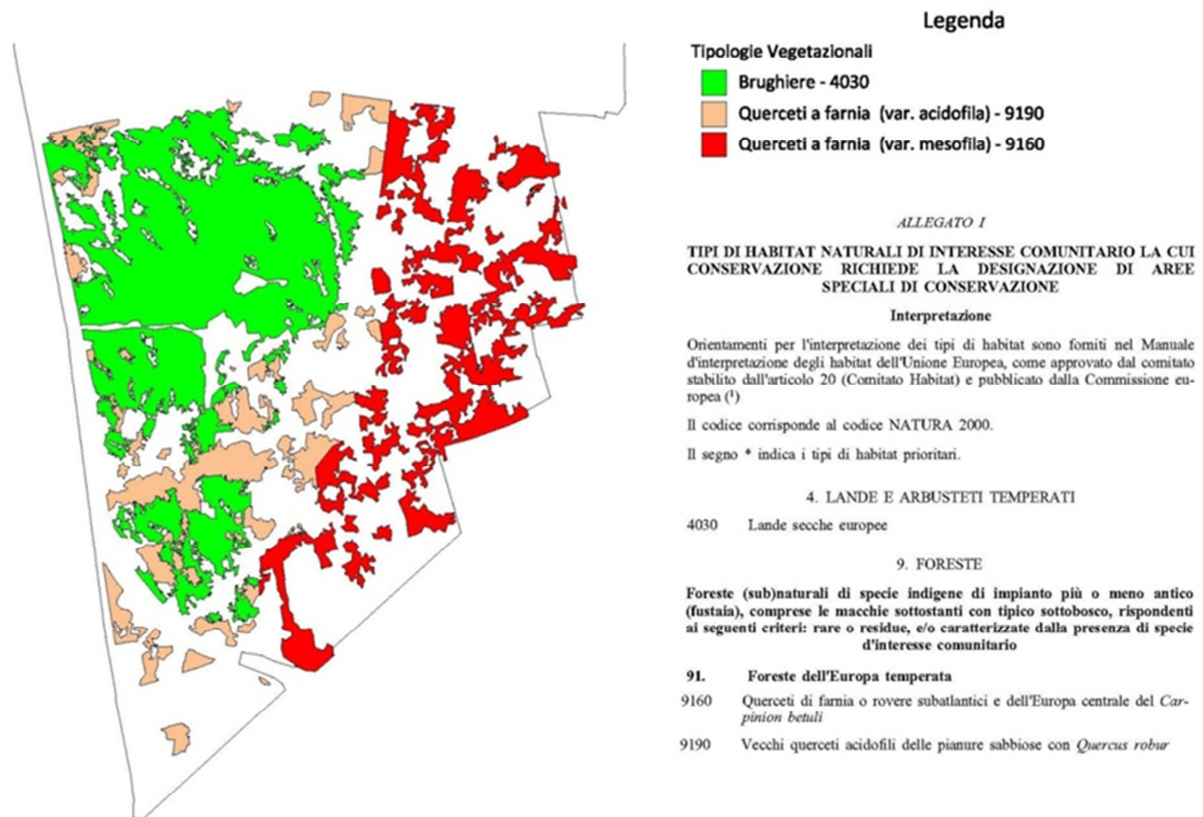 Legenda
Tipologie Vegetazionali
Brughiere - 4030
Querceti a farnia (var. acidofila) - 9190
Querceti a farnia (var. mesofila) - 9160
ALLEGATO I
TIPI DI HABITAT NATURALI DI INTERESSE COMUNITARIO LA CUI
CONSERVAZIONE RICHIEDE LA DESIGNAZIONE DI AREE
SPECIALI DI CONSERVAZIONE
Interpretazione
Orientamenti per l'interpretazione dei tipi di habitat sono forniti nel Manuale
d'interpretazione degli habitat dell'Unione Europea, come approvato dal comitato
stabilito dall'articolo 20 (Comitato Habitat) e pubblicato dalla Commissione eu-
ropea (¹)
Il codice corrisponde al codice NATURA 2000.
Il segno * indica i tipi di habitat prioritari.
4. LANDE E ARBUSTETI TEMPERATI
4030 Lande secche europee
9. FORESTE
Foreste (sub)naturali di specie indigene di impianto più o meno antico
(fustaia), comprese le macchie sottostanti con tipico sottobosco, rispondenti
ai seguenti criteri: rare o residue, e/o caratterizzate dalla presenza di specie
d'interesse comunitario
91. Foreste dell'Europa temperata
9160 Querceti di farnia o rovere subatlantici e dell'Europa centrale del Car-
pinion betuli
9190 Vecchi querceti acidofili delle pianure sabbiose con Quercus robur